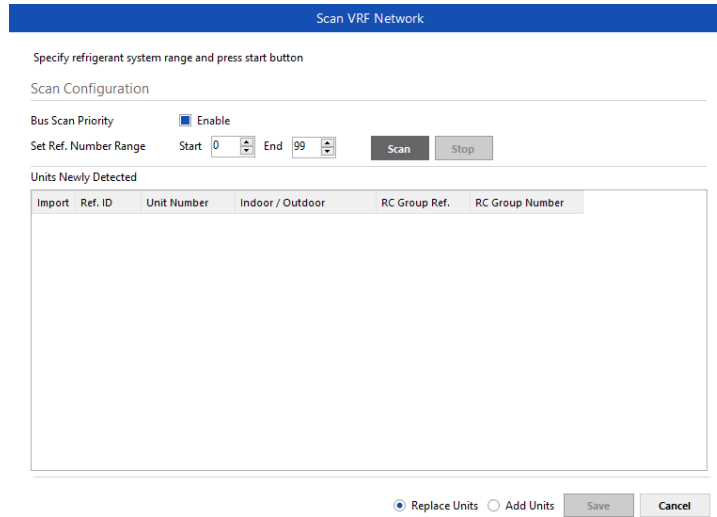 Scan VRF Network
Specify refrigerant system range and press start button
Scan Configuration
Bus Scan Priority Enable
Set Ref. Number Range Start 0 End 99 Scan Stop
Units Newly Detected
Import Ref. ID Unit Number Indoor / Outdoor RC Group Ref. RC Group Number
Replace Units Add Units Save Cancel